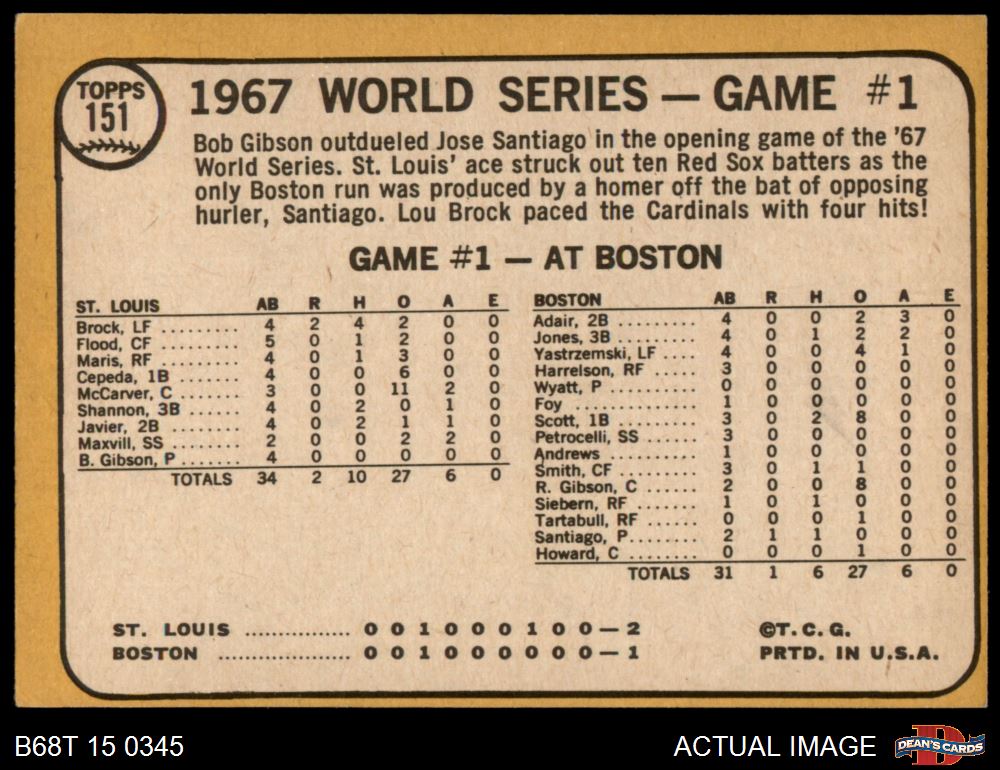 TOPPS
151
1967 WORLD SERIES — GAME #1
Bob Gibson outdueled Jose Santiago in the opening game of the '67
World Series. St. Louis' ace struck out ten Red Sox batters as the
only Boston run was produced by a homer off the bat of opposing
hurler, Santiago. Lou Brock paced the Cardinals with four hits!
GAME #1 — AT BOSTON
ST. LOUIS AB R H O A E
Brock, LF ......... 4 2 4 2 0 0
Flood, CF ......... 5 0 1 2 0 0
Maris, RF ......... 4 0 1 3 0 0
Cepeda, 1B ....... 4 0 0 6 0 0
McCarver, C ....... 3 0 0 11 2 0
Shannon, 3B ...... 4 0 2 0 1 0
Javier, 2B ........ 4 0 2 1 1 0
Maxvill, SS ........ 2 0 0 2 2 0
B. Gibson, P ....... 4 0 0 0 0 0
TOTALS 34 2 10 27 6 0
BOSTON AB R H O A E
Adair, 2B .......... 4 0 0 2 3 0
Jones, 3B .......... 4 0 1 2 2 0
Yastrzemski, LF .... 4 0 0 4 1 0
Harrelson, RF ...... 3 0 0 0 0 0
Wyatt, P .......... 0 0 0 0 0 0
Foy ............ 1 0 0 0 0 0
Scott, 1B .......... 3 0 2 8 0 0
Petrocelli, SS ...... 3 0 0 0 0 0
Andrews .......... 1 0 0 0 0 0
Smith, CF .......... 3 0 1 1 0 0
R. Gibson, C ...... 2 0 0 8 0 0
Siebern, RF ....... 1 0 1 0 0 0
Tartabull, RF ...... 0 0 0 1 0 0
Santiago, P........ 2 1 1 0 0 0
Howard, C ........ 0 0 0 1 0 0
TOTALS 31 1 6 27 6 0
ST. LOUIS ................ 0 0 1 0 0 0 1 0 0 — 2
BOSTON .................... 0 0 1 0 0 0 0 0 0 — 1
©T.C.G.
PRTD. IN U.S.A.
B68T 15 0345
ACTUAL IMAGE
D
DEAN'S CARDS